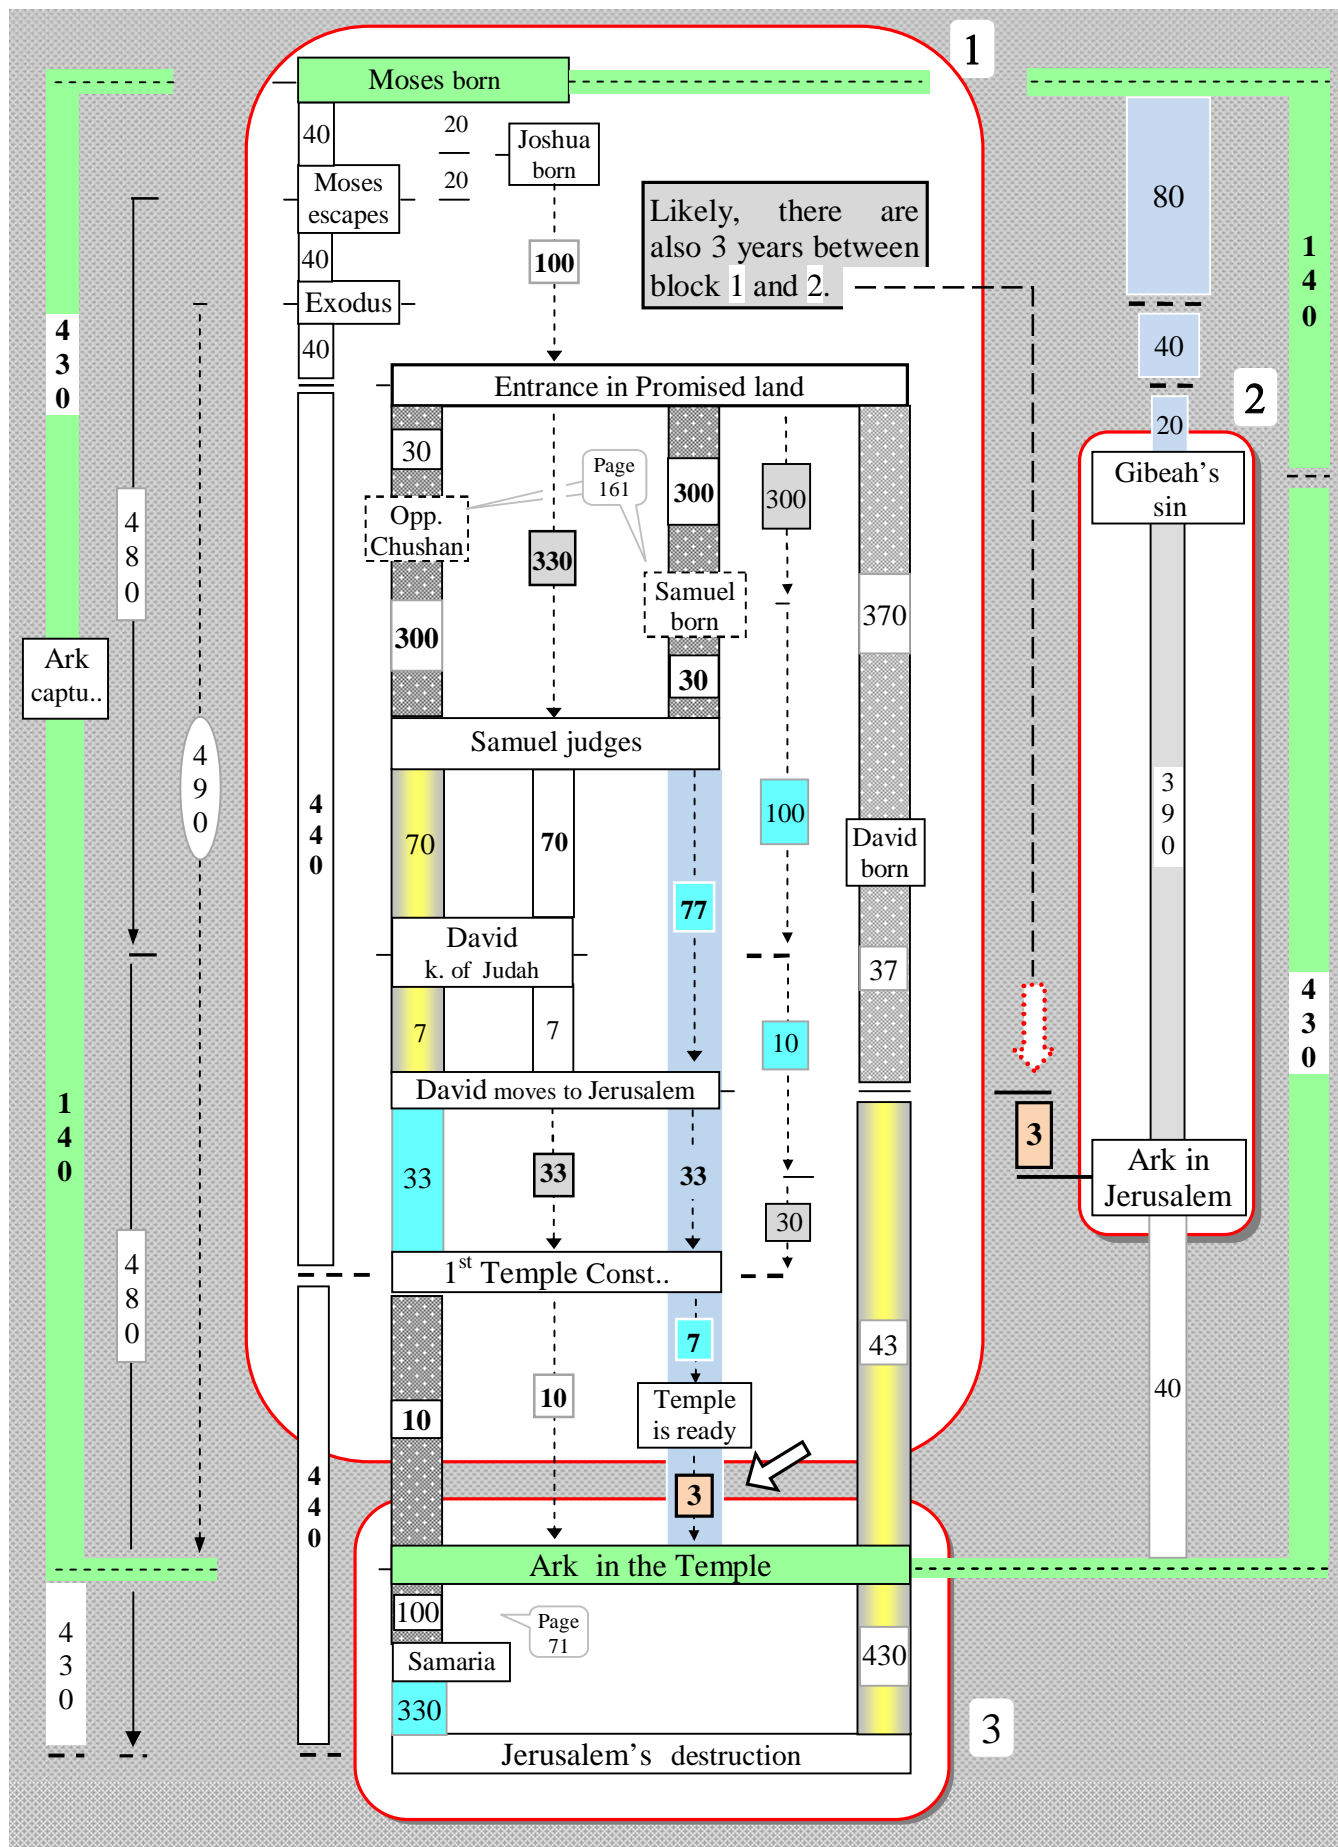 1
Moses born
40
20
Joshua
born
20
Moses
escapes
40
100
Exodus
40
Likely, there are
also 3 years between
block 1 and 2.
80
140
430
40
2
20
Entrance in Promised land
30
Page
161
300
300
Gibeah's
sin
Opp.
Chushan
480
330
Samuel
born
370
300
30
Ark
captu..
Samuel judges
490
440
70
70
100
David
born
390
77
David
k. of Judah
37
430
7
7
10
David moves to Jerusalem
140
3
Ark in
Jerusalem
33
33
33
30
480
1st Temple Const..
7
43
40
10
10
Temple
is ready
440
3
Ark in the Temple
100
Page
71
430
430
Samaria
330
3
Jerusalem's destruction